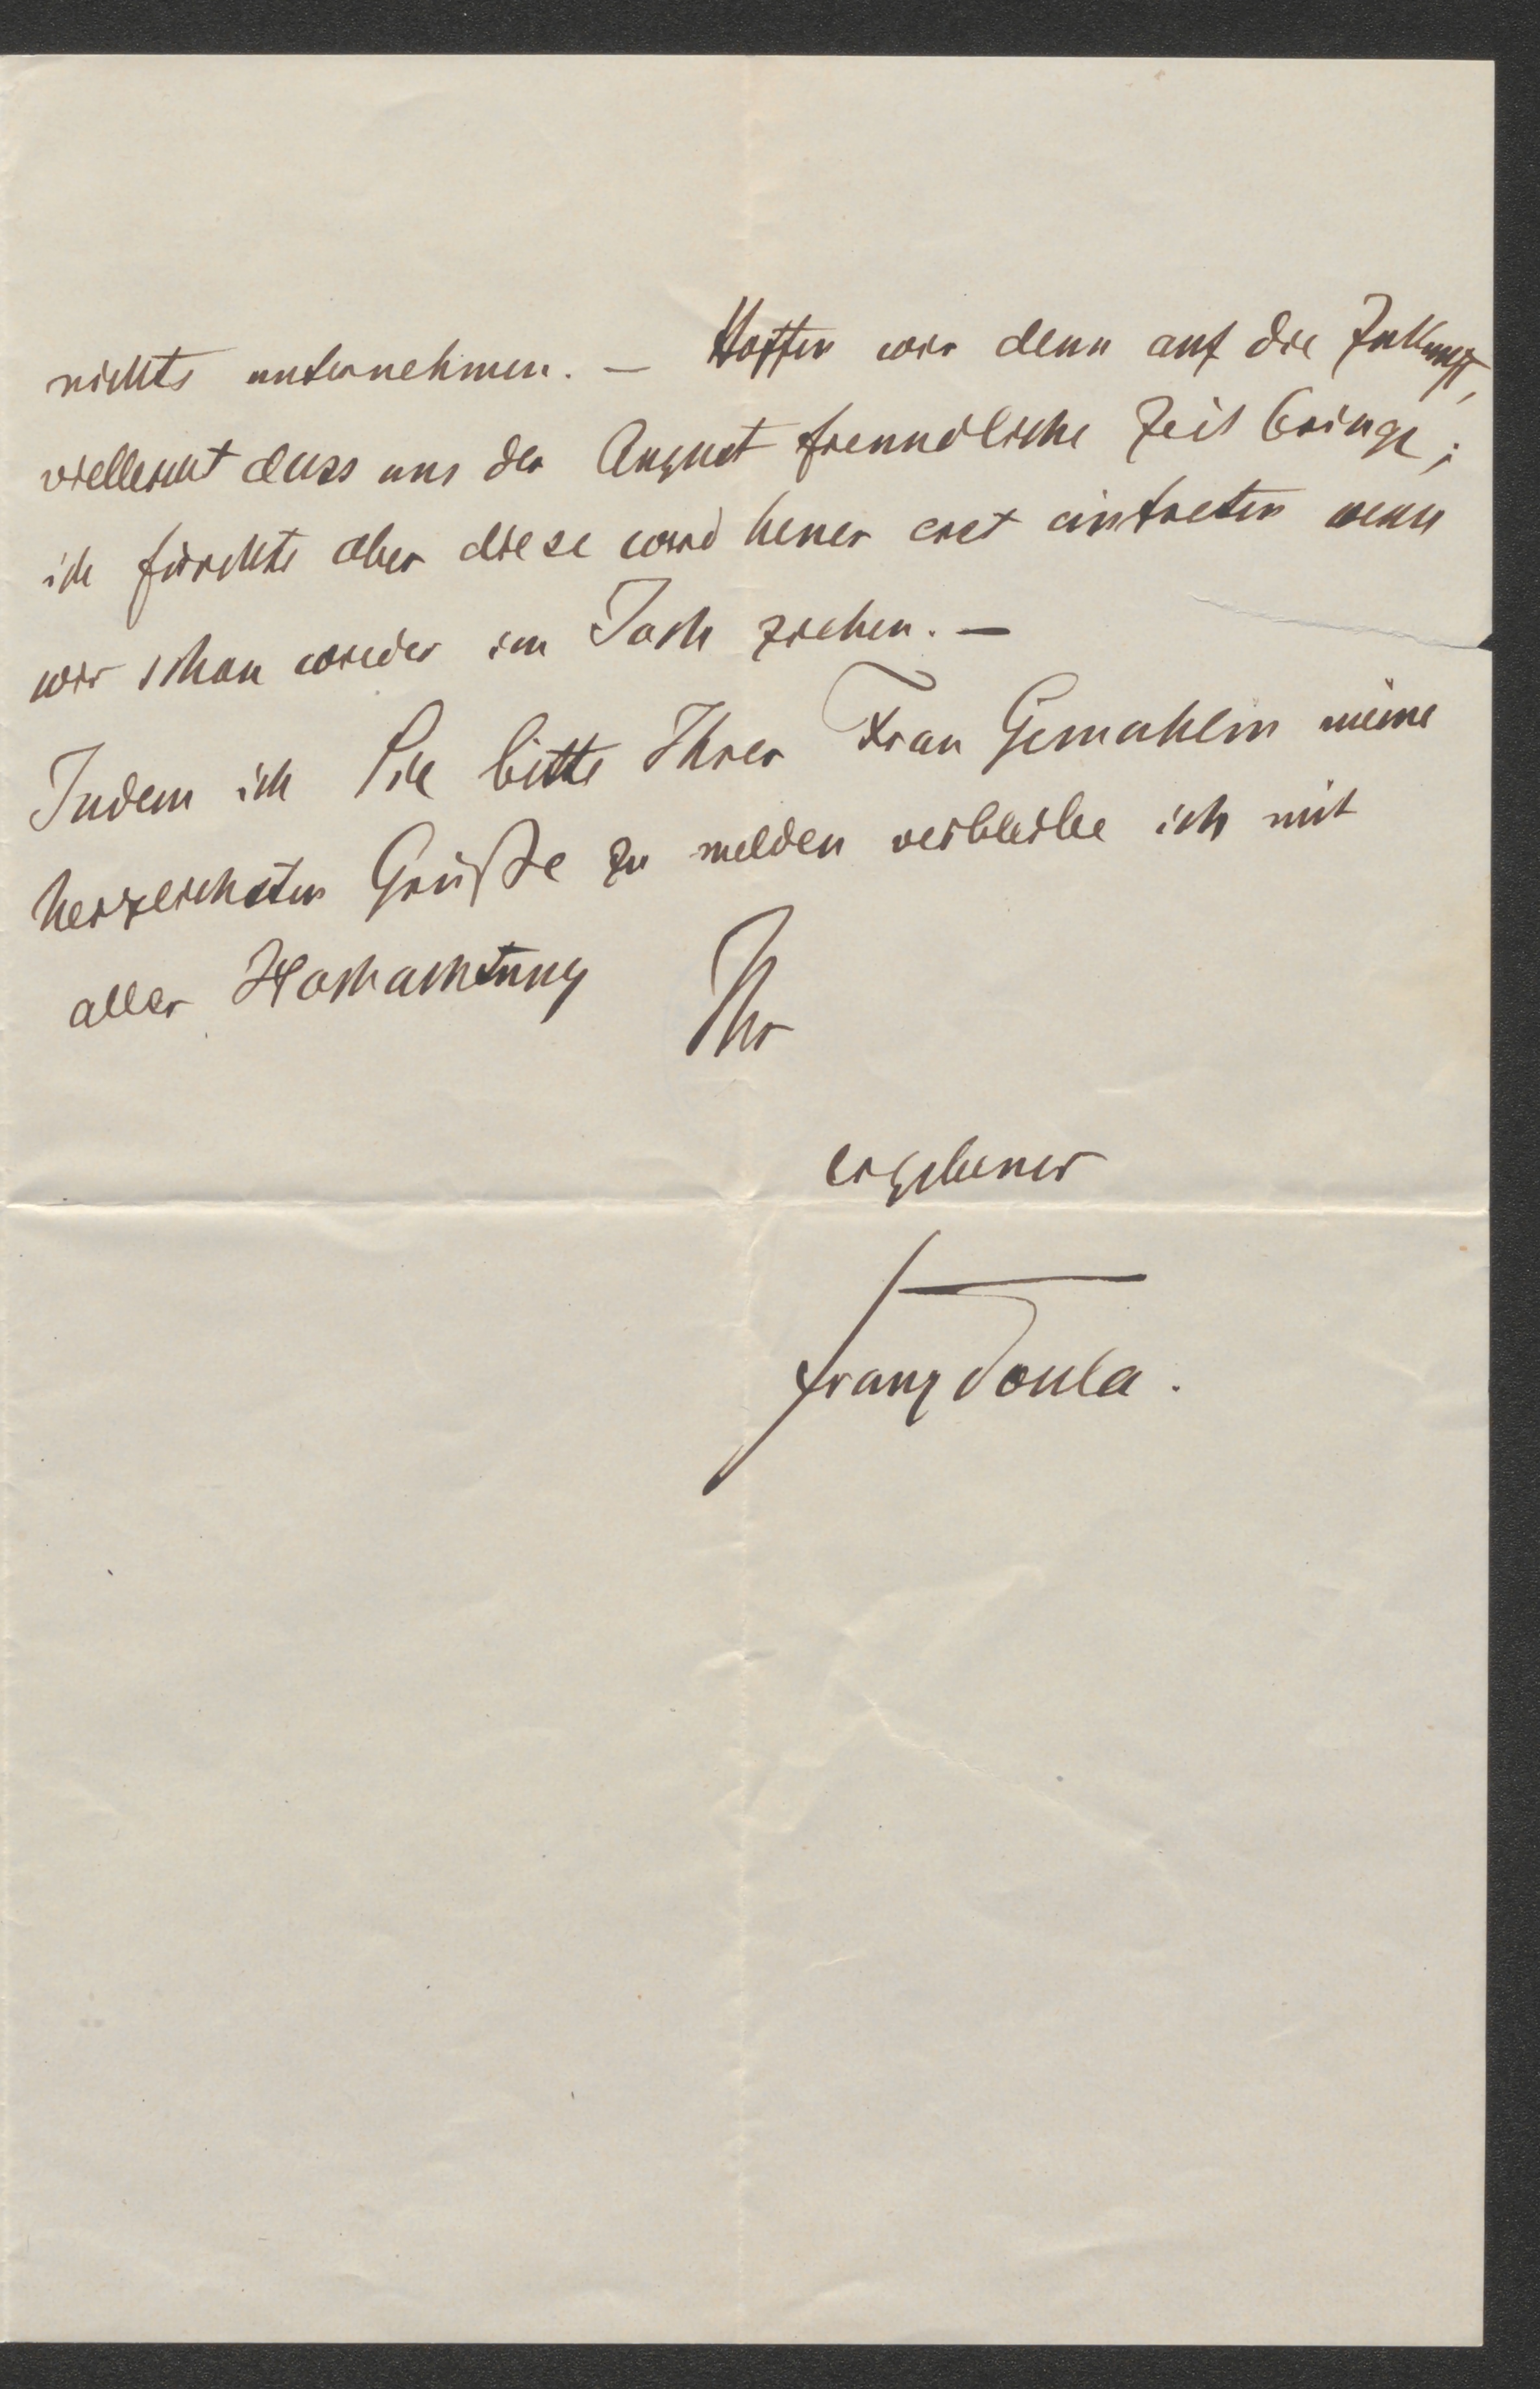 nichts unternehmen. — Hoffen wir denn auf die Zukunft,
vielleicht dass uns der August freundliche Zeit bringe;
ich fürchte aber diese wird heuer erst eintreten wenn
wir schon wieder im Joch ziehen. —
Indem ich Sie bitte Ihrer Frau Gemahlin meine
herzlichsten Grüße zu melden verbleibe ich mit
aller Hochachtung Ihr
ergebener
Franz Toula.